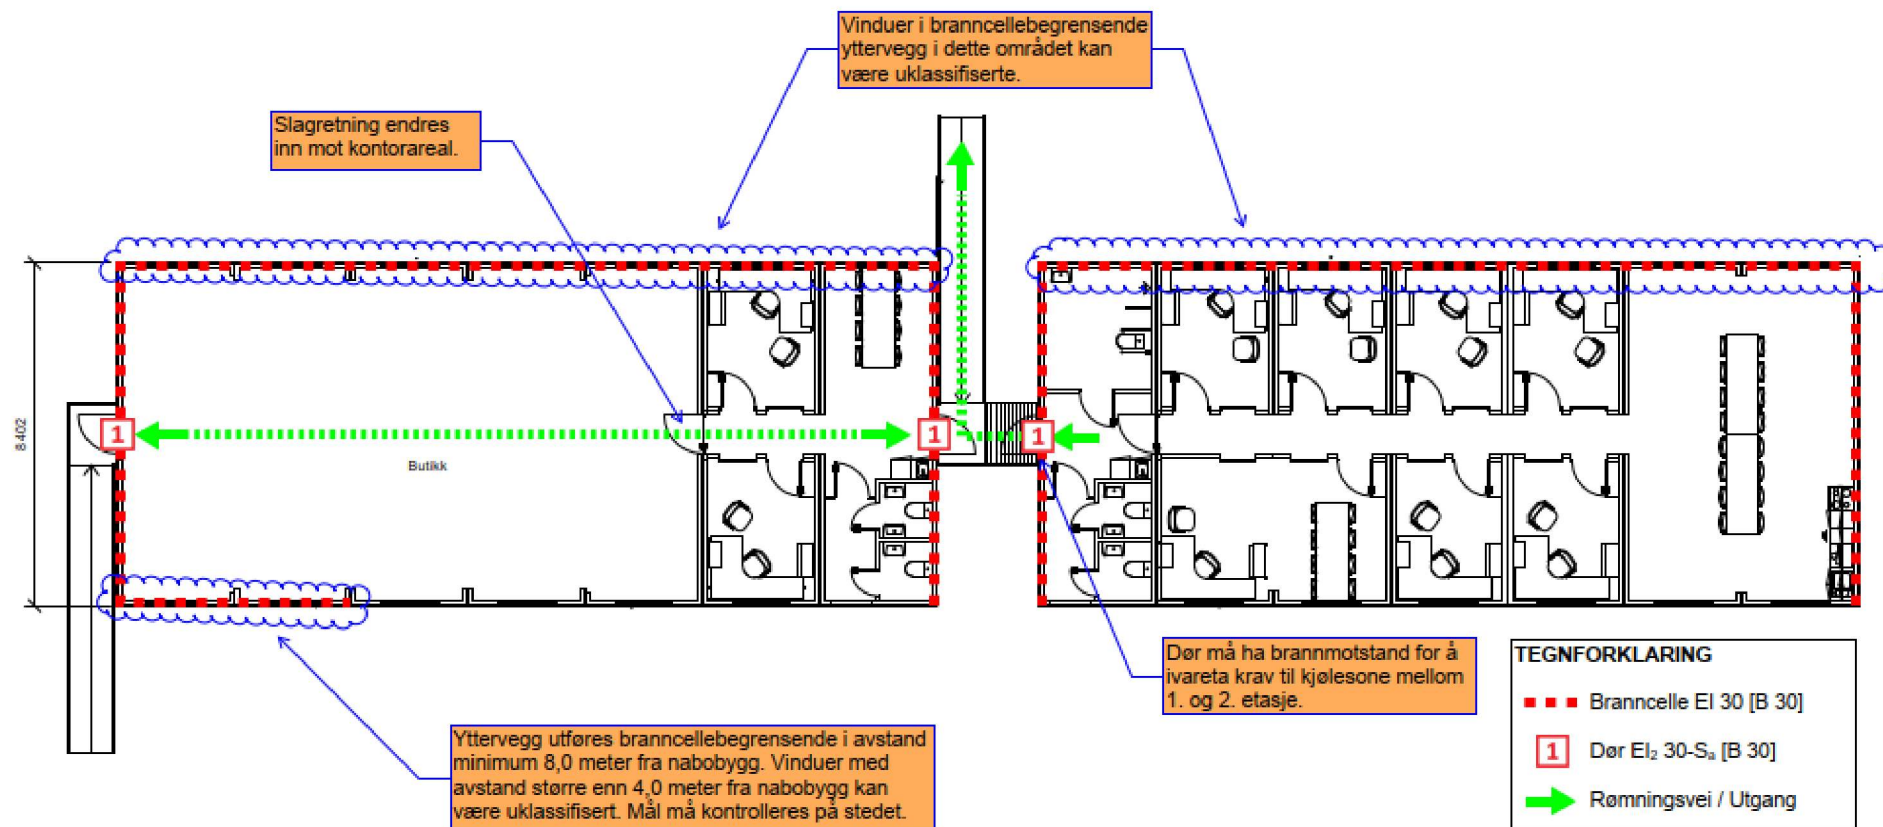 Vinduer i branncellebegrensende
yttervegg i dette området kan
være uklassifiserte.
Slagretning endres
inn mot kontorareal.
8402
1
1
1
Butikk
Dør må ha brannmotstand for å
ivareta krav til kjølesone mellom
1. og 2. etasje.
Yttervegg utføres branncellebegrensende i avstand
minimum 8,0 meter fra nabobygg. Vinduer med
avstand større enn 4,0 meter fra nabobygg kan
være uklassifisert. Mål må kontrolleres på stedet.
TEGNFORKLARING
Branncelle EI 30 [B 30]
1 Dør EI₂ 30-Sₐ [B 30]
Rømningsvei / Utgang